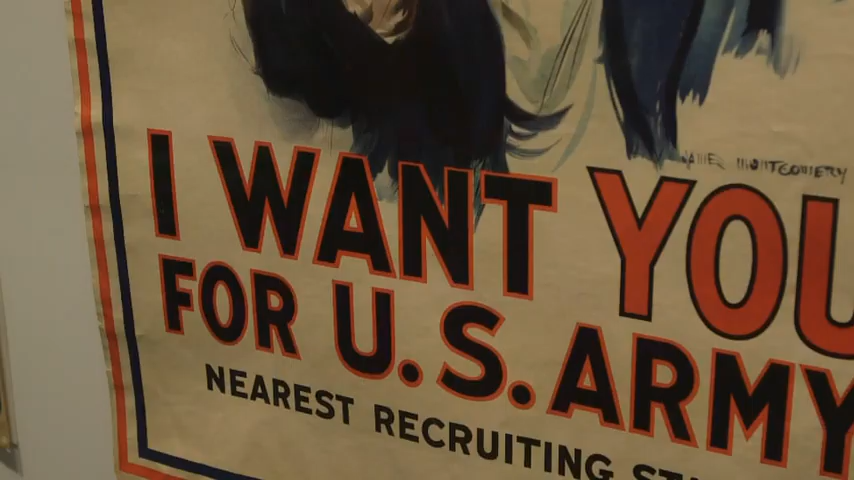 JAMES MONTGOMERY
I WANT YOU
FOR U.S. ARMY
NEAREST RECRUITING